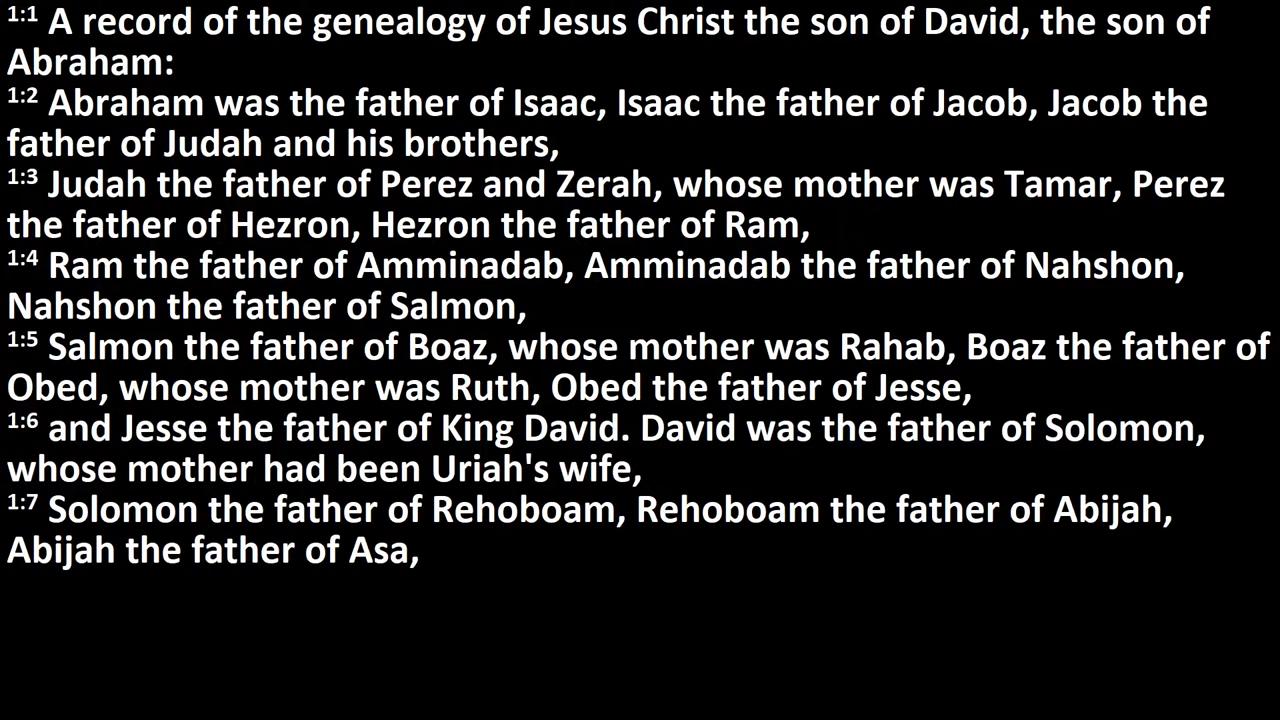 1:1 A record of the genealogy of Jesus Christ the son of David, the son of
Abraham:
1:2 Abraham was the father of Isaac, Isaac the father of Jacob, Jacob the
father of Judah and his brothers,
1:3 Judah the father of Perez and Zerah, whose mother was Tamar, Perez
the father of Hezron, Hezron the father of Ram,
1:4 Ram the father of Amminadab, Amminadab the father of Nahshon,
Nahshon the father of Salmon,
1:5 Salmon the father of Boaz, whose mother was Rahab, Boaz the father of
Obed, whose mother was Ruth, Obed the father of Jesse,
1:6 and Jesse the father of King David. David was the father of Solomon,
whose mother had been Uriah's wife,
1:7 Solomon the father of Rehoboam, Rehoboam the father of Abijah,
Abijah the father of Asa,